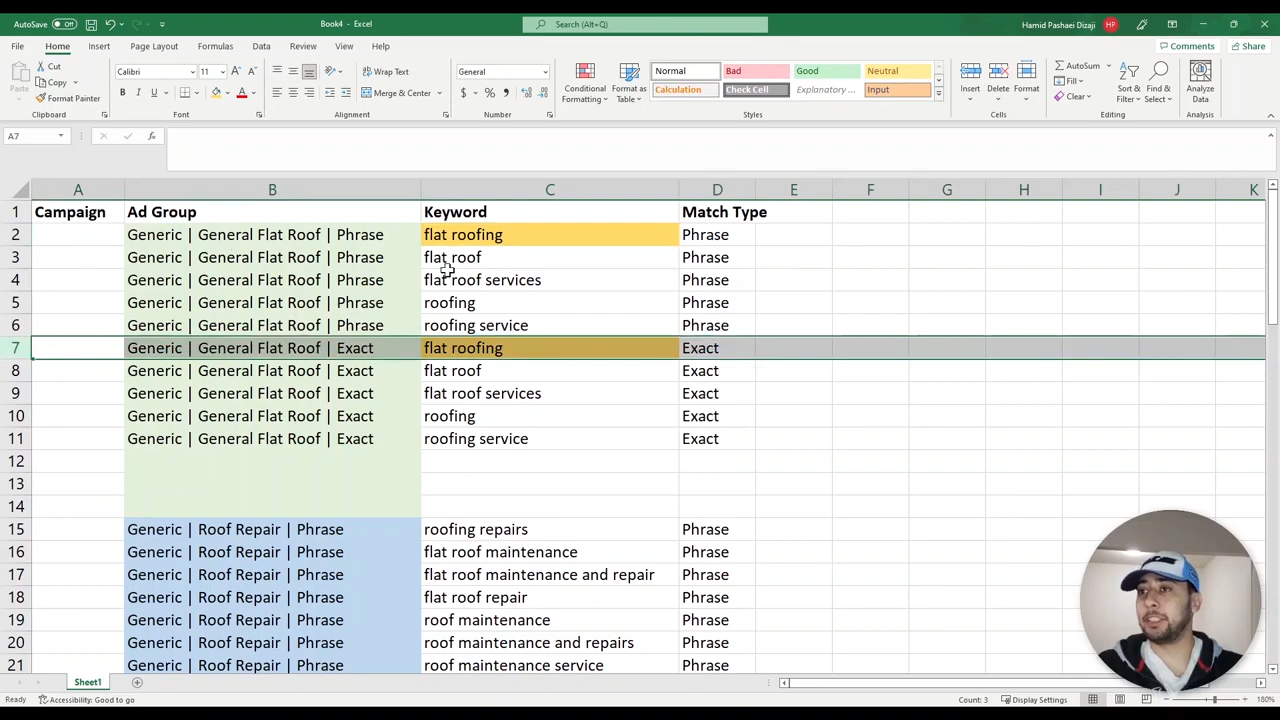 AutoSave Off Book4 - Excel Search (Alt+Q) Hamid Pashaei Dizaji HP
File Home Insert Page Layout Formulas Data Review View Help Comments Share
Paste Cut Copy Format Painter Clipboard
Calibri 11 B I U Font
Wrap Text Merge & Center Alignment
General $ % Number
Conditional Formatting Format as Table
Normal Bad Good Neutral
Calculation Check Cell Explanatory ... Input
Styles
Insert Delete Format Cells
AutoSum Fill Clear Sort & Filter Find & Select Editing
Analyze Data Analysis
A7 fx
A B C D E F G H I J K
1 Campaign Ad Group Keyword Match Type
2 Generic | General Flat Roof | Phrase flat roofing Phrase
3 Generic | General Flat Roof | Phrase flat roof Phrase
4 Generic | General Flat Roof | Phrase flat roof services Phrase
5 Generic | General Flat Roof | Phrase roofing Phrase
6 Generic | General Flat Roof | Phrase roofing service Phrase
7 Generic | General Flat Roof | Exact flat roofing Exact
8 Generic | General Flat Roof | Exact flat roof Exact
9 Generic | General Flat Roof | Exact flat roof services Exact
10 Generic | General Flat Roof | Exact roofing Exact
11 Generic | General Flat Roof | Exact roofing service Exact
12
13
14
15 Generic | Roof Repair | Phrase roofing repairs Phrase
16 Generic | Roof Repair | Phrase flat roof maintenance Phrase
17 Generic | Roof Repair | Phrase flat roof maintenance and repair Phrase
18 Generic | Roof Repair | Phrase flat roof repair Phrase
19 Generic | Roof Repair | Phrase roof maintenance Phrase
20 Generic | Roof Repair | Phrase roof maintenance and repairs Phrase
21 Generic | Roof Repair | Phrase roof maintenance service Phrase
Sheet1
Ready Accessibility: Good to go Count: 3 Display Settings 180%